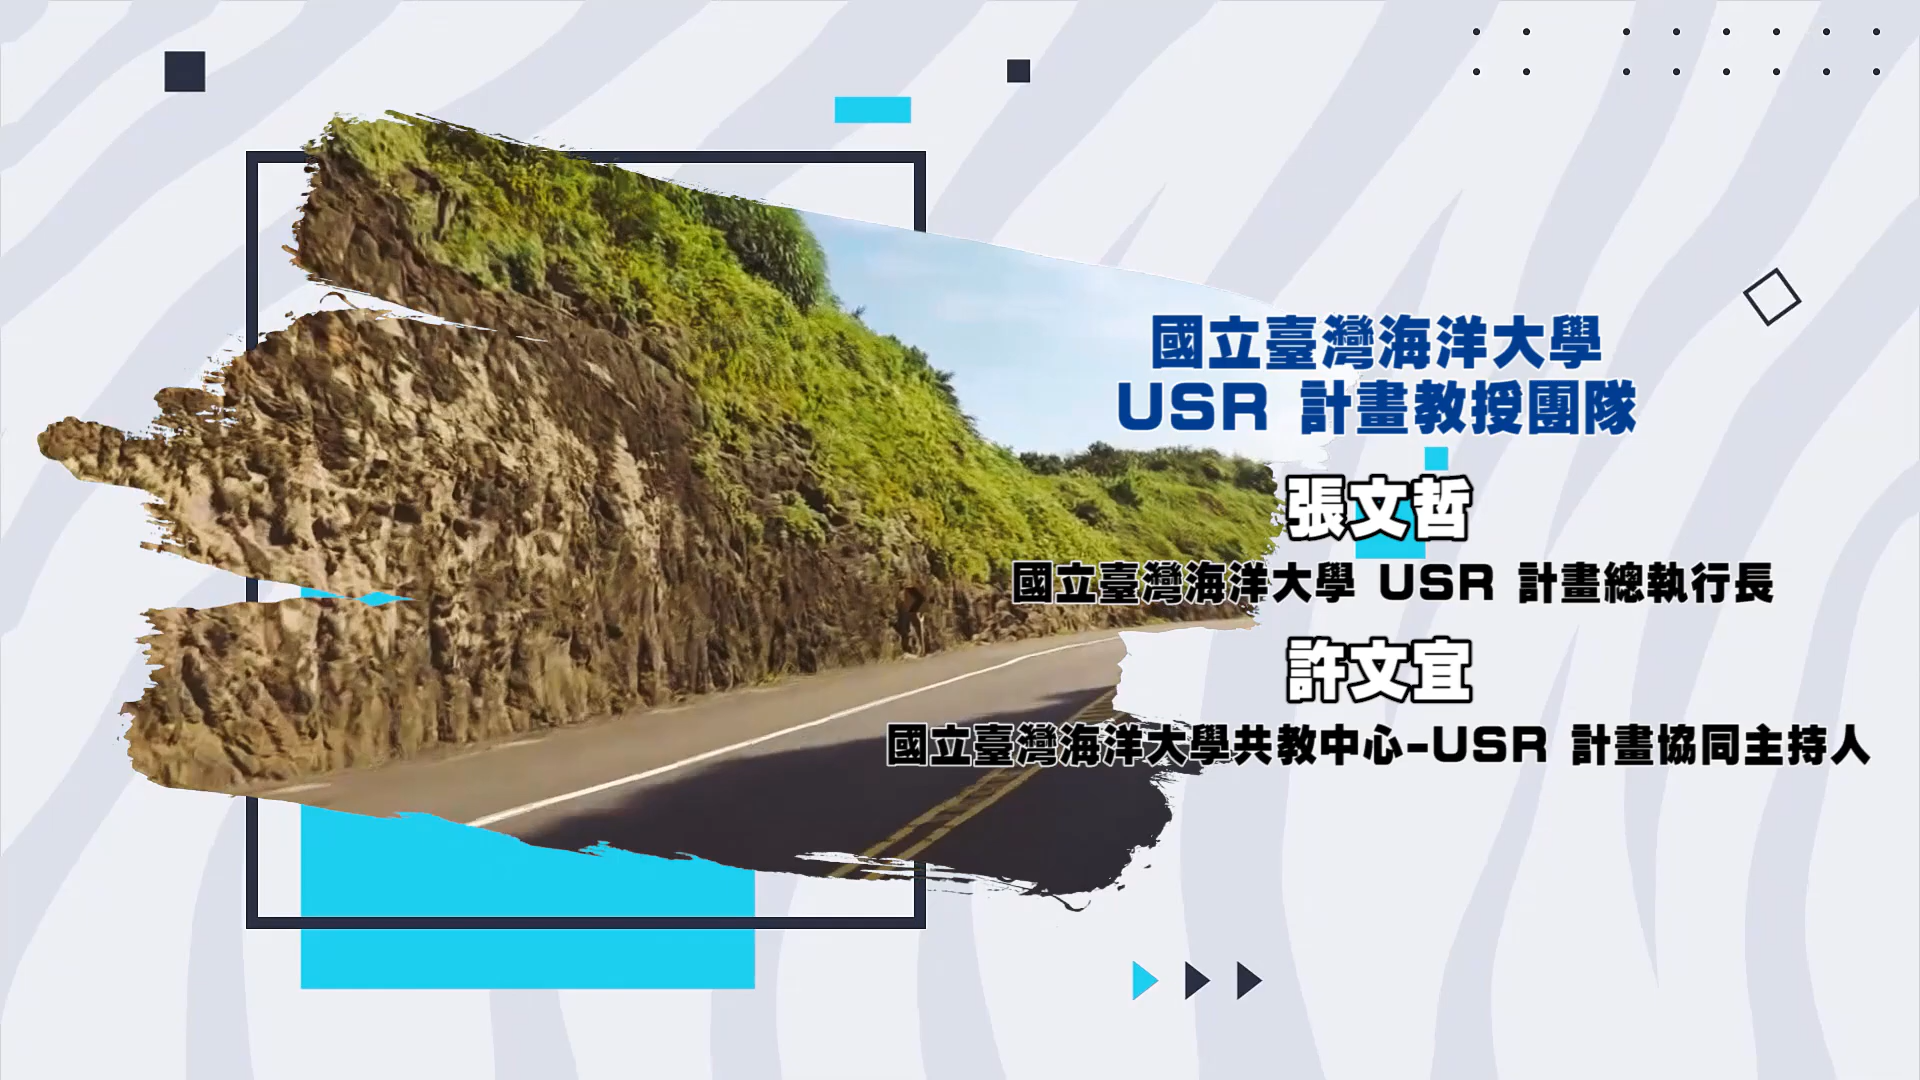 國立臺灣海洋大學
USR 計畫教授團隊
張文哲
國立臺灣海洋大學 USR 計畫總執行長
許文宜
國立臺灣海洋大學共教中心-USR 計畫協同主持人